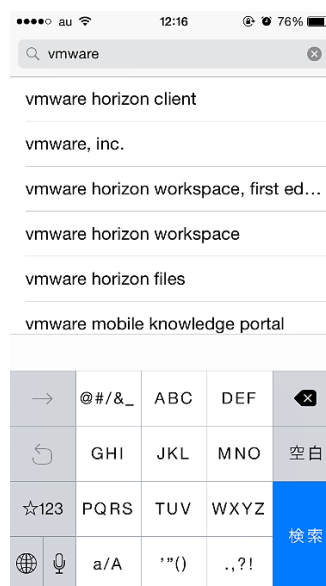 au 12:16 76%
vmware
vmware horizon client
vmware, inc.
vmware horizon workspace, first ed...
vmware horizon workspace
vmware horizon files
vmware mobile knowledge portal
→ @#/&_ ABC DEF
GHI JKL MNO 空白
☆123 PQRS TUV WXYZ
検索
a/A '"() .,?!